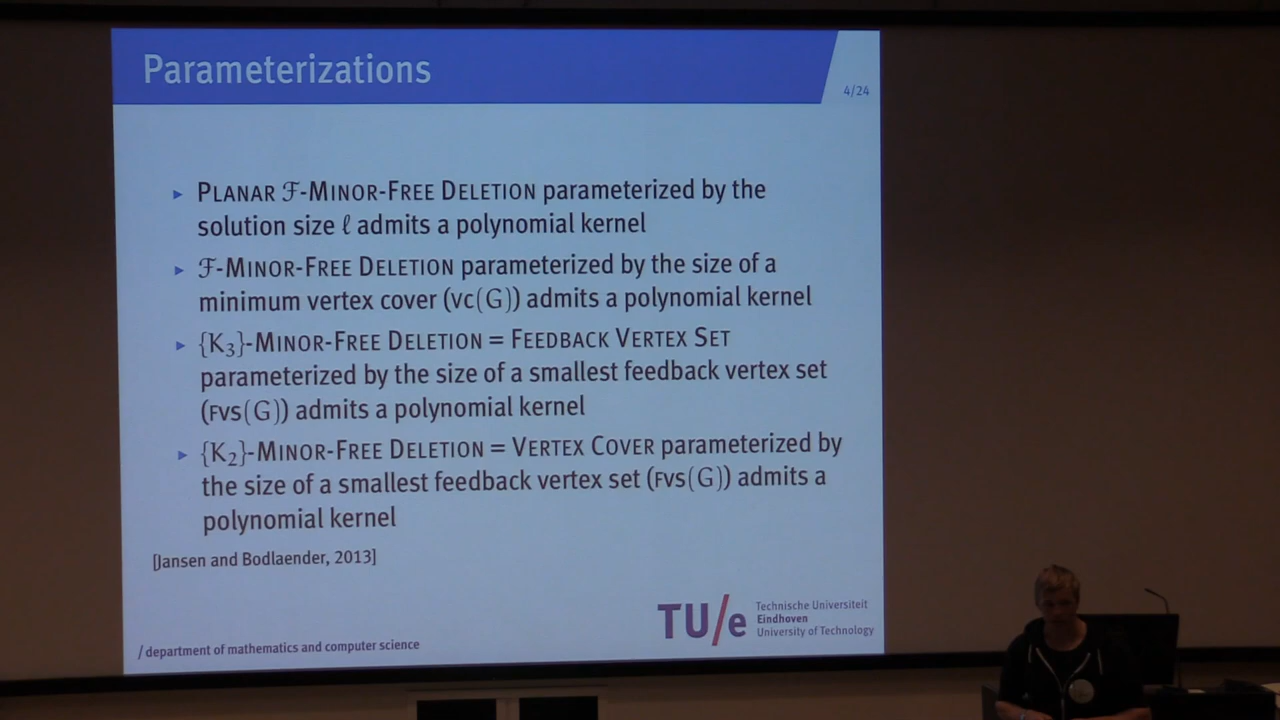 Parameterizations
4/24
▸ PLANAR ℱ-MINOR-FREE DELETION parameterized by the
solution size ℓ admits a polynomial kernel
▸ ℱ-MINOR-FREE DELETION parameterized by the size of a
minimum vertex cover (VC(G)) admits a polynomial kernel
▸ {K₃}-MINOR-FREE DELETION = FEEDBACK VERTEX SET
parameterized by the size of a smallest feedback vertex set
(FVS(G)) admits a polynomial kernel
▸ {K₂}-MINOR-FREE DELETION = VERTEX COVER parameterized by
the size of a smallest feedback vertex set (FVS(G)) admits a
polynomial kernel
[Jansen and Bodlaender, 2013]
TU/e
Technische Universiteit
Eindhoven
University of Technology
/ department of mathematics and computer science